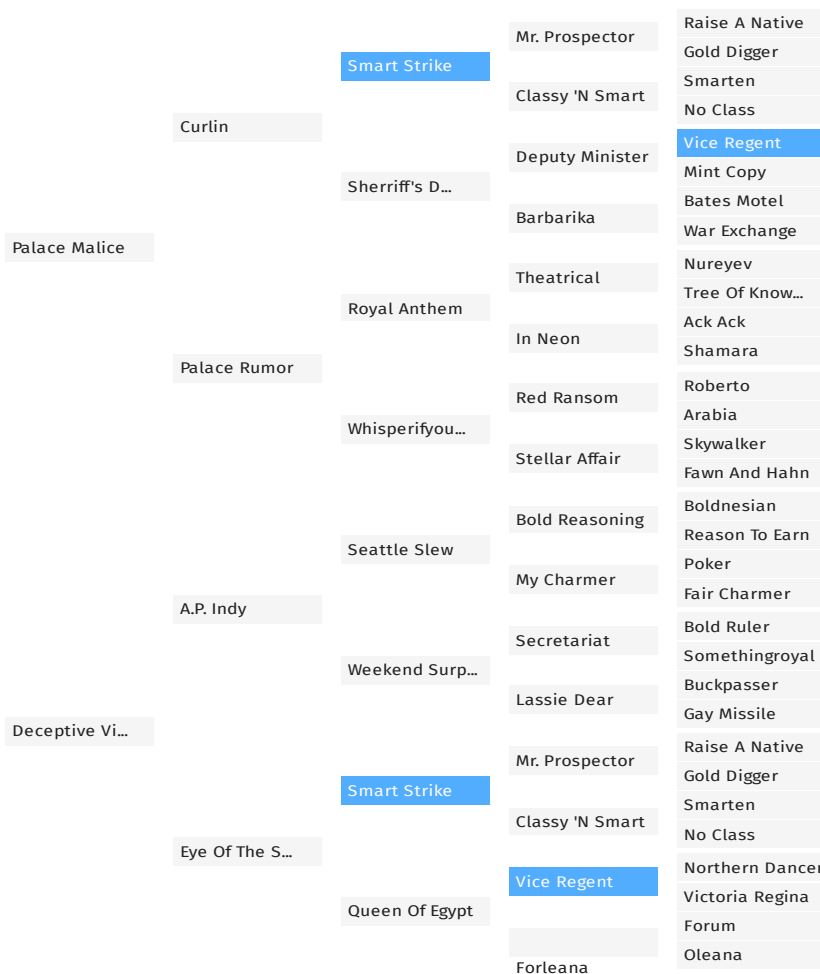 Palace Malice
Deceptive Vi...
Curlin
Palace Rumor
A.P. Indy
Eye Of The S...
Smart Strike
Sherriff's D...
Royal Anthem
Whisperifyou...
Seattle Slew
Weekend Surp...
Smart Strike
Queen Of Egypt
Mr. Prospector
Classy 'N Smart
Deputy Minister
Barbarika
Theatrical
In Neon
Red Ransom
Stellar Affair
Bold Reasoning
My Charmer
Secretariat
Lassie Dear
Mr. Prospector
Classy 'N Smart
Vice Regent
Forleana
Raise A Native
Gold Digger
Smarten
No Class
Vice Regent
Mint Copy
Bates Motel
War Exchange
Nureyev
Tree Of Know...
Ack Ack
Shamara
Roberto
Arabia
Skywalker
Fawn And Hahn
Boldnesian
Reason To Earn
Poker
Fair Charmer
Bold Ruler
Somethingroyal
Buckpasser
Gay Missile
Raise A Native
Gold Digger
Smarten
No Class
Northern Dancer
Victoria Regina
Forum
Oleana